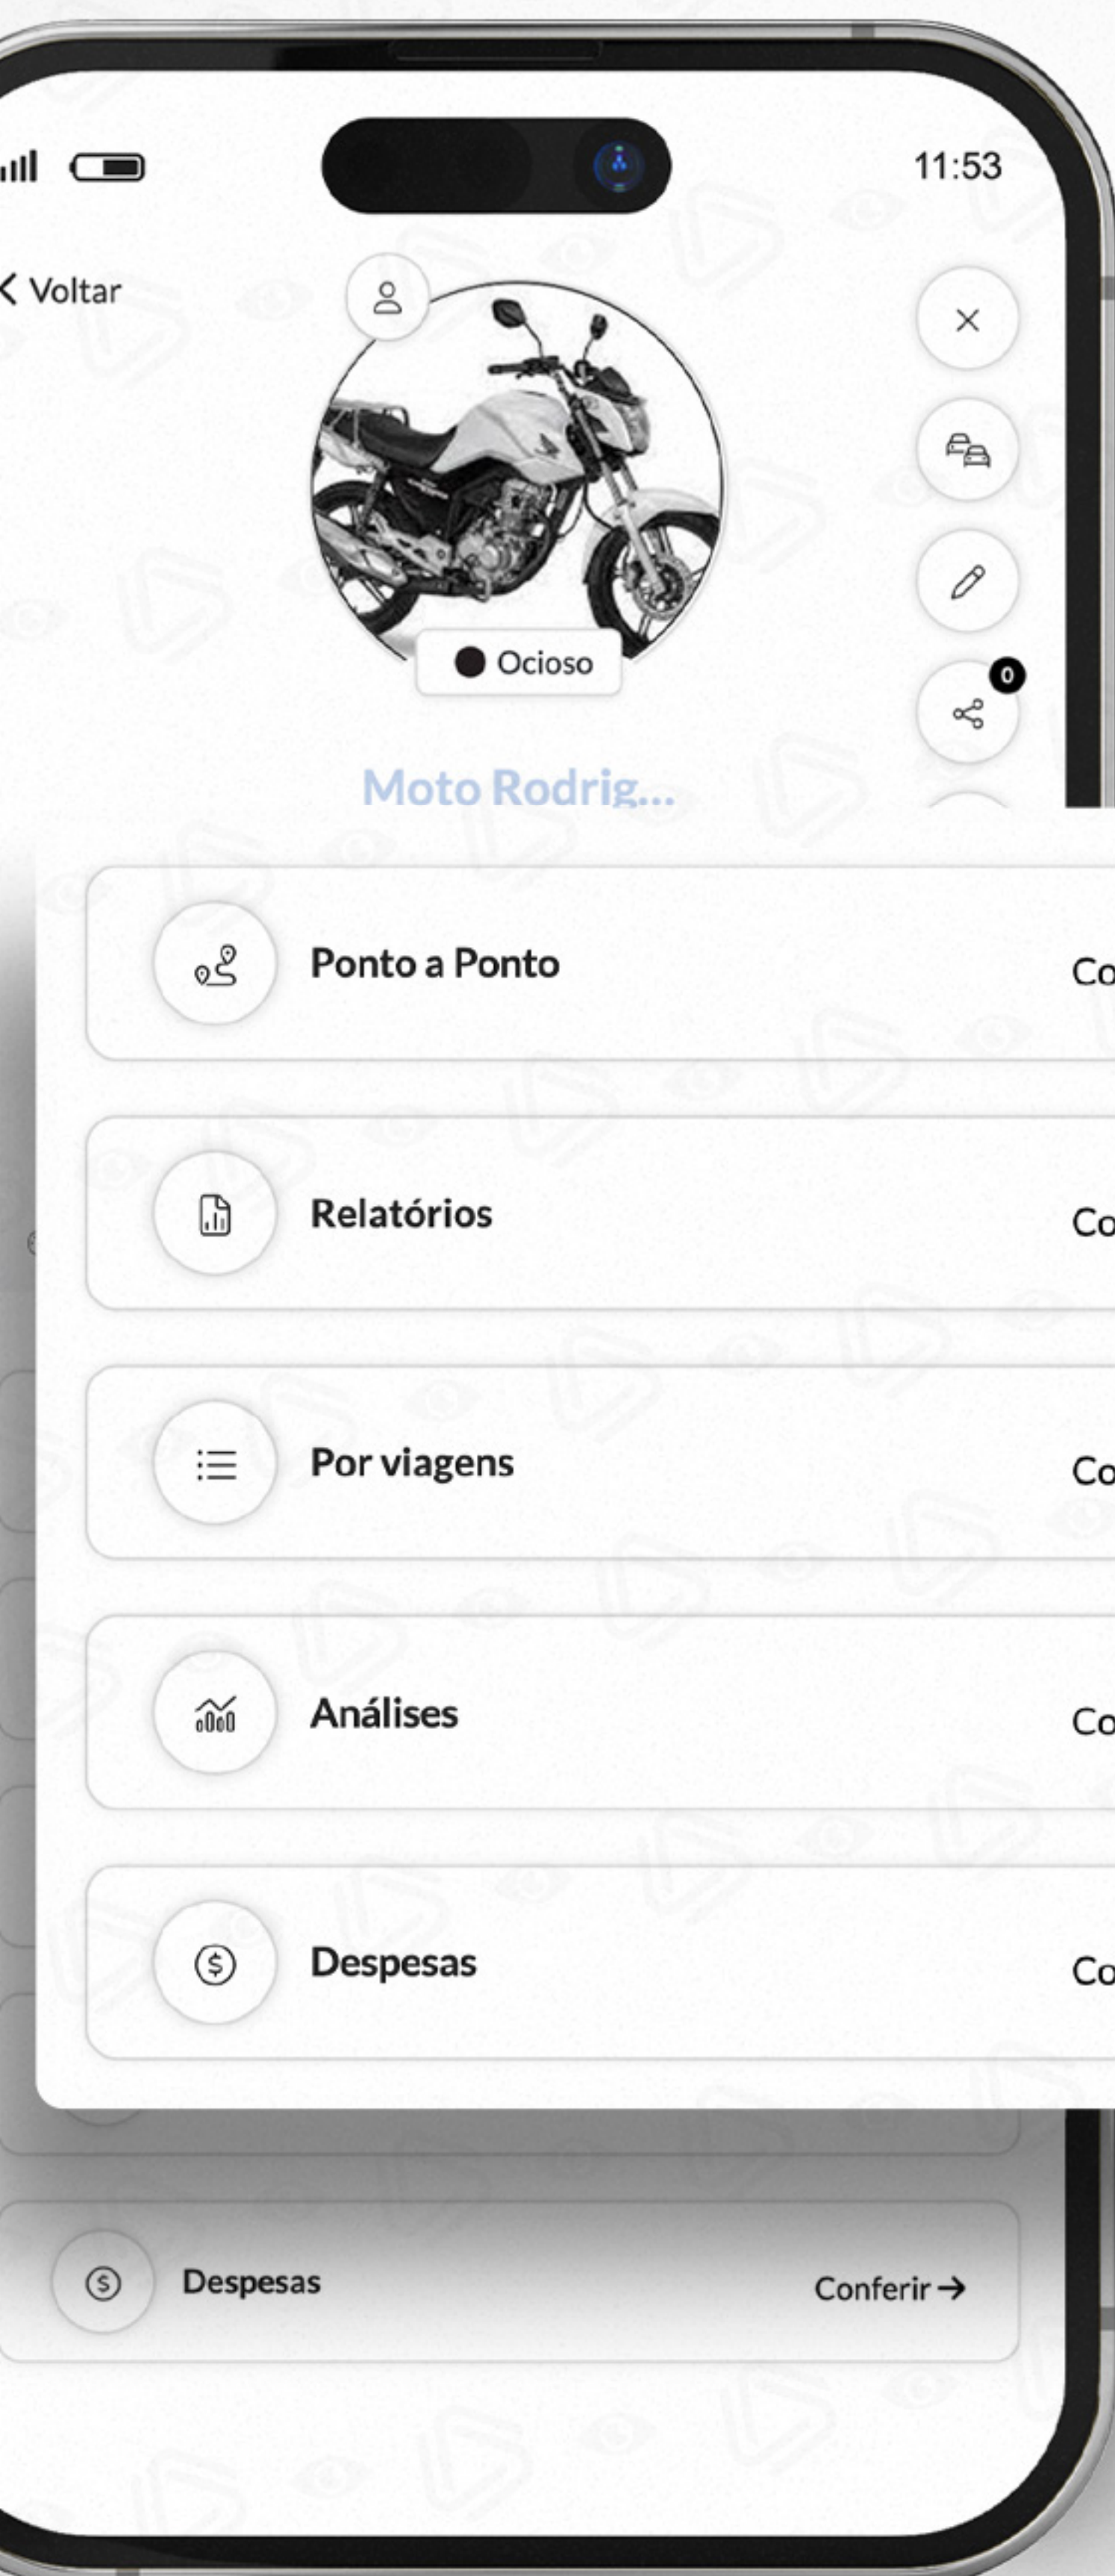 11:53
Voltar
Ocioso
0
Moto Rodrig...
Ponto a Ponto
Co
Relatórios
Co
Por viagens
Co
Análises
Co
Despesas
Co
Despesas
Conferir